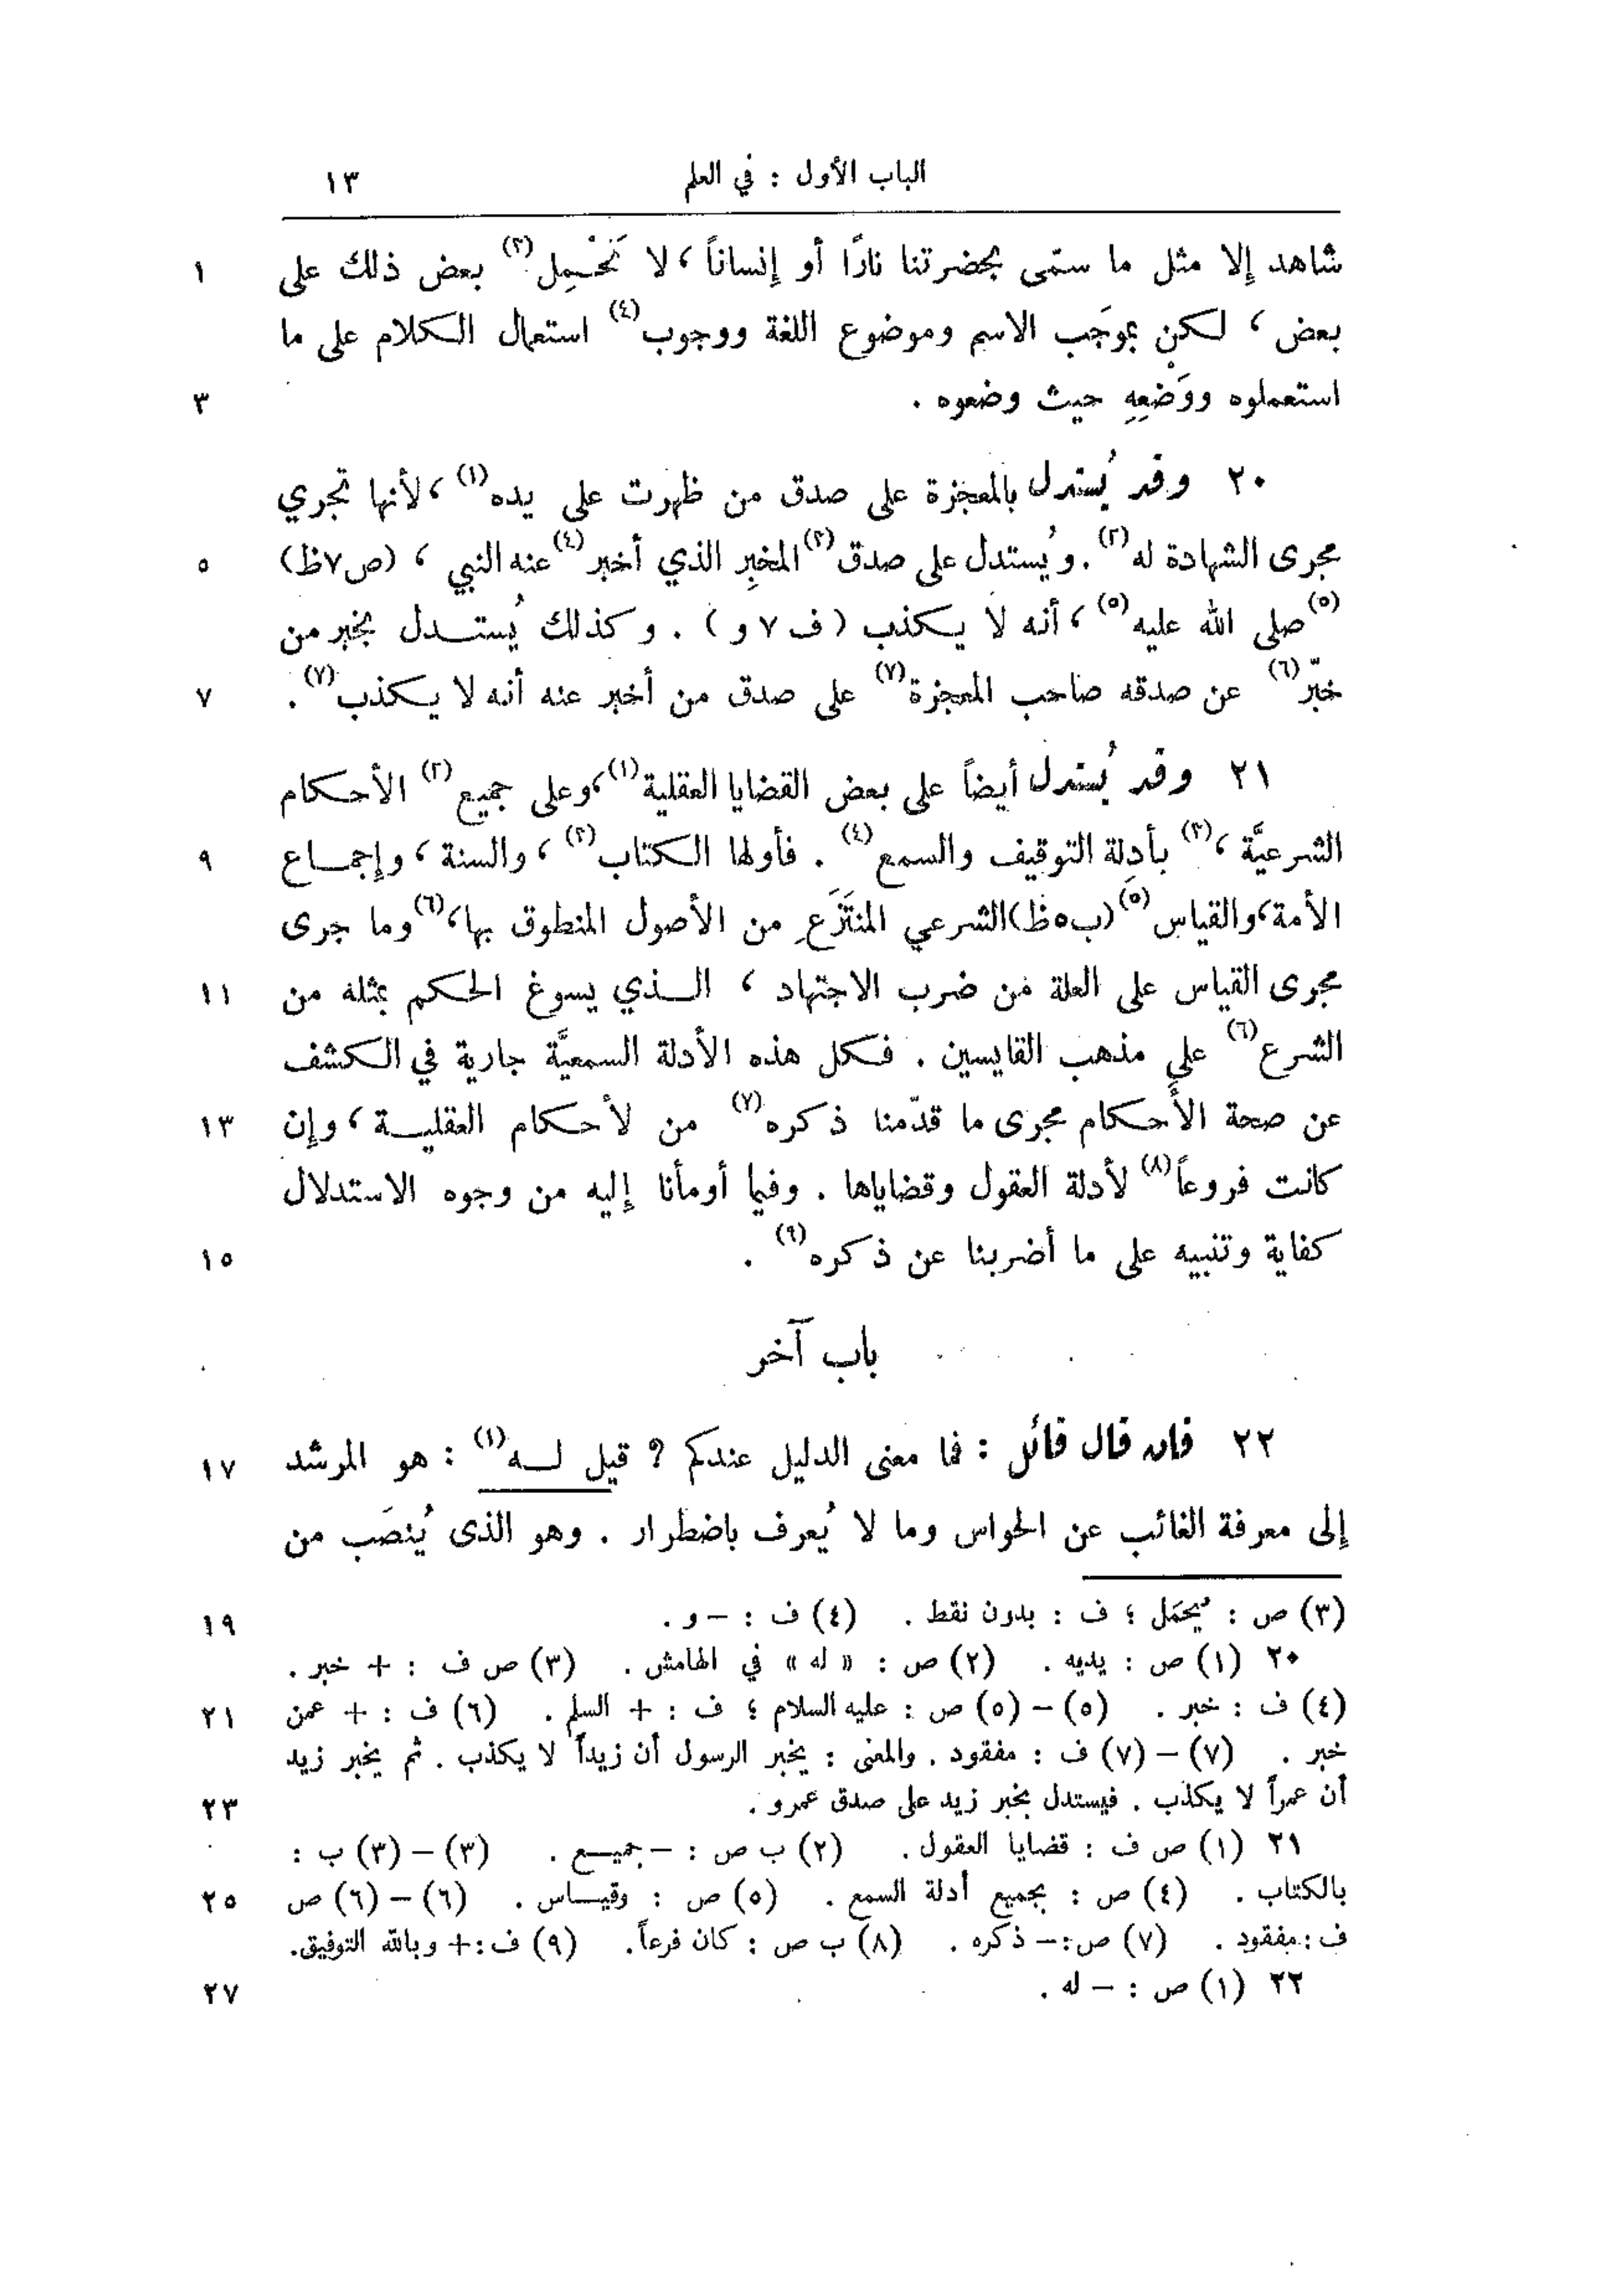 الباب الأول : في العلم ١٣
شاهد إلا مثل ما سمّى بحضرتنا نارًا أو إنساناً ، لا نَحْمِل(٣) بعض ذلك على ١
بعض ، لكن بموجَب الاسم وموضوع اللغة ووجوب(٤) استعمال الكلام على ما
استعملوه ووَضْعِهِ حيث وضعوه . ٣
٢٠ وقد يُستدل بالمعجزة على صدق من ظهرت على يده(١) ، لأنها تجري
مجرى الشهادة له(٢) . ويُستدل على صدق(٣) المخبِر الذي أخبر(٤) عنه النبي ، (ص٧ظ) ٥
(٥)صلى الله عليه(٥) ، أنه لا يكذب (ف ٧ و) . وكذلك يُستدل بخبر من
خبّر(٦) عن صدقه صاحب المعجزة(٧) على صدق من أخبر عنه أنه لا يكذب(٧) . ٧
٢١ وقد يُستدل أيضاً على بعض القضايا العقلية(١) ، وعلى جميع(٢) الأحكام
الشرعيَّة ،(٣) بأدِلة التوقيف والسمع(٤) . فأولها الكتاب(٣) ، والسنة ، وإجماع ٩
الأمة ، والقياس(٥) (ب٥ظ) الشرعي المنتَزَع من الأصول المنطوق بها ،(٦) وما جرى
مجرى القياس على العلة من ضرب الاجتهاد ، الذي يسوغ الحكم بمثله من ١١
الشرع(٦) على مذهب القايسين . فكل هذه الأدلة السمعيَّة جارية في الكشف
عن صحة الأحكام مجرى ما قدّمنا ذكره(٧) من لأحكام العقلية ، وإن ١٣
كانت فروعاً(٨) لأدلة العقول وقضاياها . وفيما أومأنا إليه من وجوه الاستدلال
كفاية وتنبيه على ما أضربنا عن ذكره(٩) . ١٥
باب آخر
٢٢ فإن قال قائل : فما معنى الدليل عندكم ؟ قيل له(١) : هو المرشد ١٧
إلى معرفة الغائب عن الحواس وما لا يُعرف باضطرار . وهو الذى يُنصَب من
(٣) ص : يُحمَل ؛ ف : بدون نقط . (٤) ف : – و . ١٩
٢٠ (١) ص : يديه . (٢) ص : « له » في الهامش . (٣) ص ف : + خبر .
(٤) ف : خبر . (٥) – (٥) ص : عليه السلام ؛ ف : + السلم . (٦) ف : + عمن ٢١
خبر . (٧) – (٧) ف : مفقود . والمعنى : يخبر الرسول أن زيداً لا يكذب . ثم يخبر زيد
أن عمراً لا يكذب . فيستدل بخبر زيد على صدق عمرو . ٢٣
٢١ (١) ص ف : قضايا العقول . (٢) ب ص : – جميع . (٣) – (٣) ب :
بالكتاب . (٤) ص : بجميع أدلة السمع . (٥) ص : وقياس . (٦) – (٦) ص ٢٥
ف : مفقود . (٧) ص : – ذكره . (٨) ب ص : كان فرعاً . (٩) ف : + وبالله التوفيق .
٢٢ (١) ص : – له . ٢٧